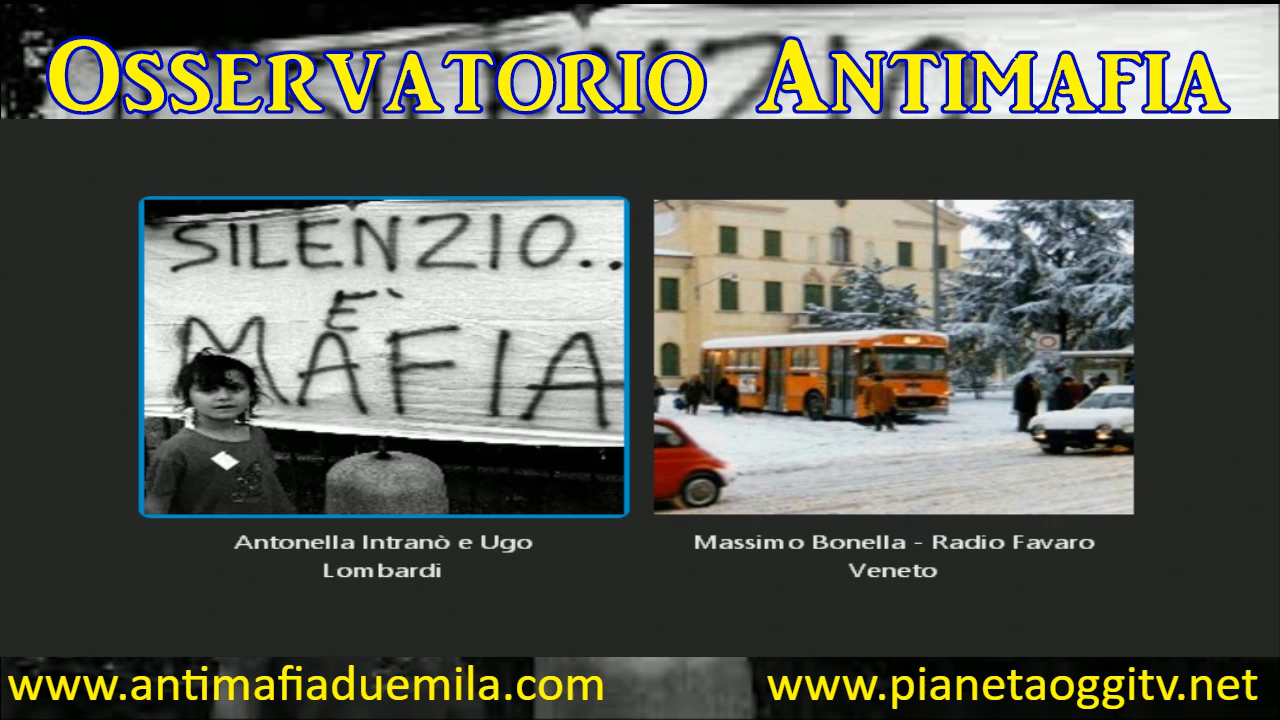 Osservatorio Antimafia
SILENZIO..
E'
MAFIA
Antonella Intranò e Ugo
Lombardi
Massimo Bonella - Radio Favaro
Veneto
www.antimafiaduemila.com
www.pianetaoggitv.net